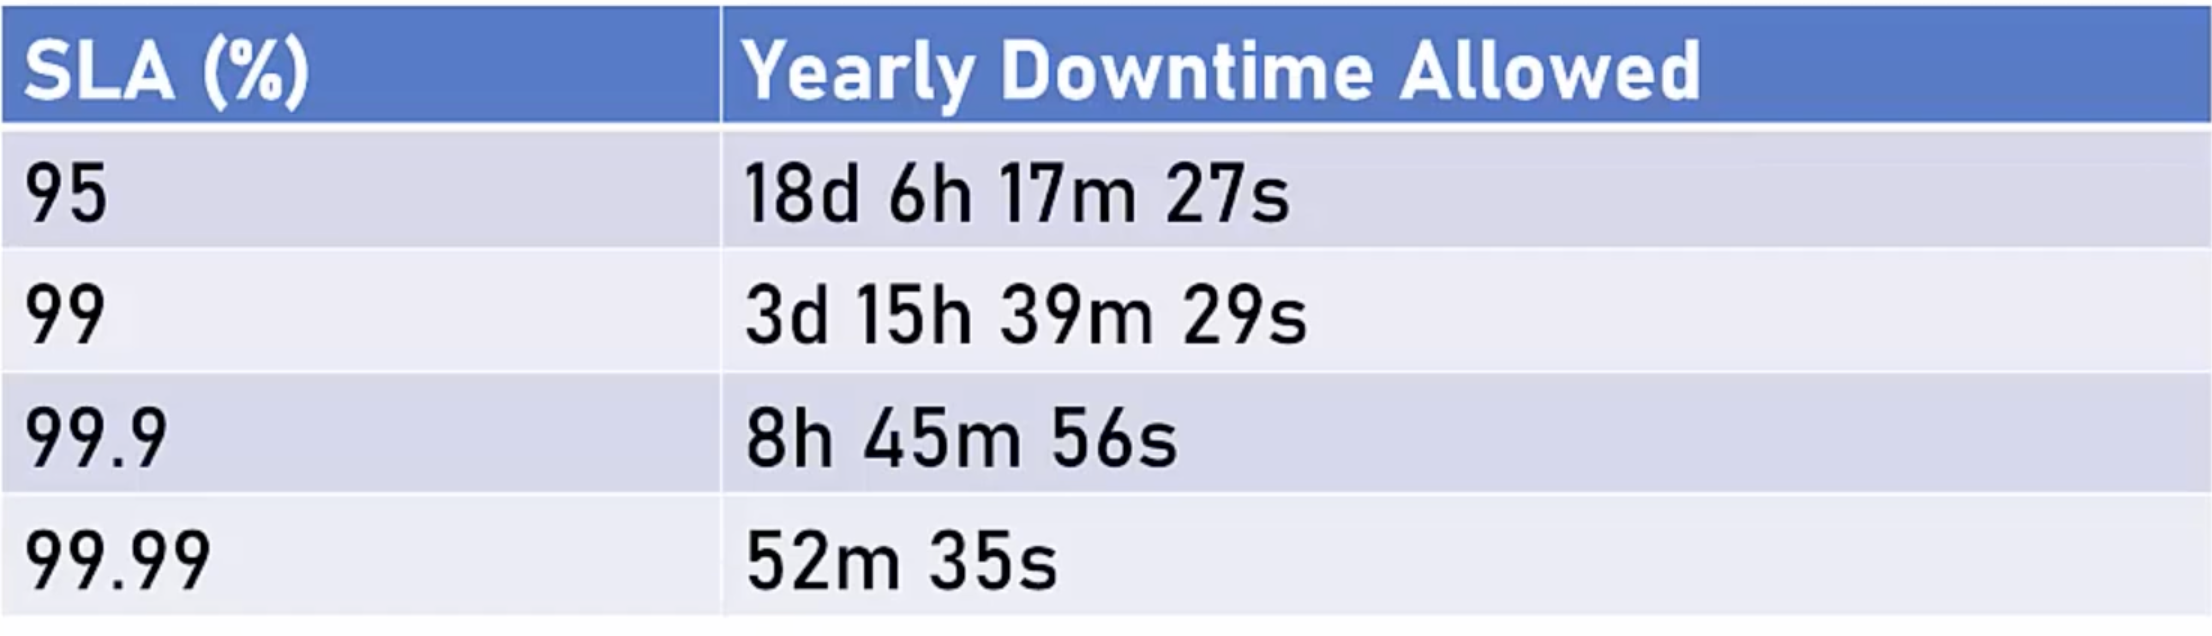 SLA (%) Yearly Downtime Allowed
95 18d 6h 17m 27s
99 3d 15h 39m 29s
99.9 8h 45m 56s
99.99 52m 35s